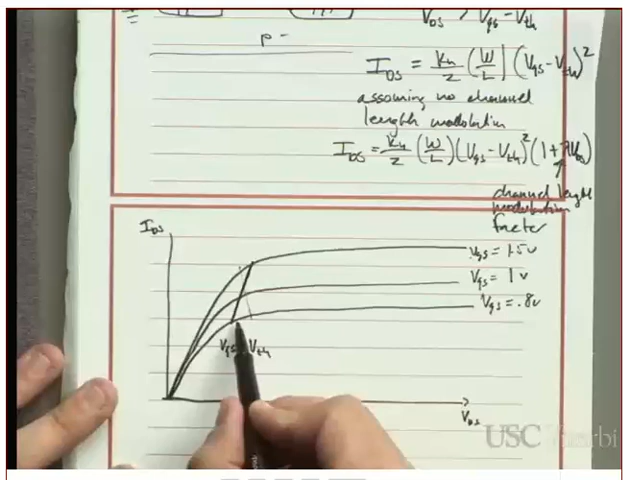 V_DS > V_gs - V_th
p -
I_DS = k_n/2 (W/L) (V_gs - V_th)^2
assuming no channel
length modulation
I_DS = k_n/2 (W/L) (V_gs - V_th)^2 (1 + λV_DS)
channel length
modulation
factor
I_DS
V_gs = 1.5v
V_gs = 1v
V_gs = .8v
V_gs V_th
V_DS
USC